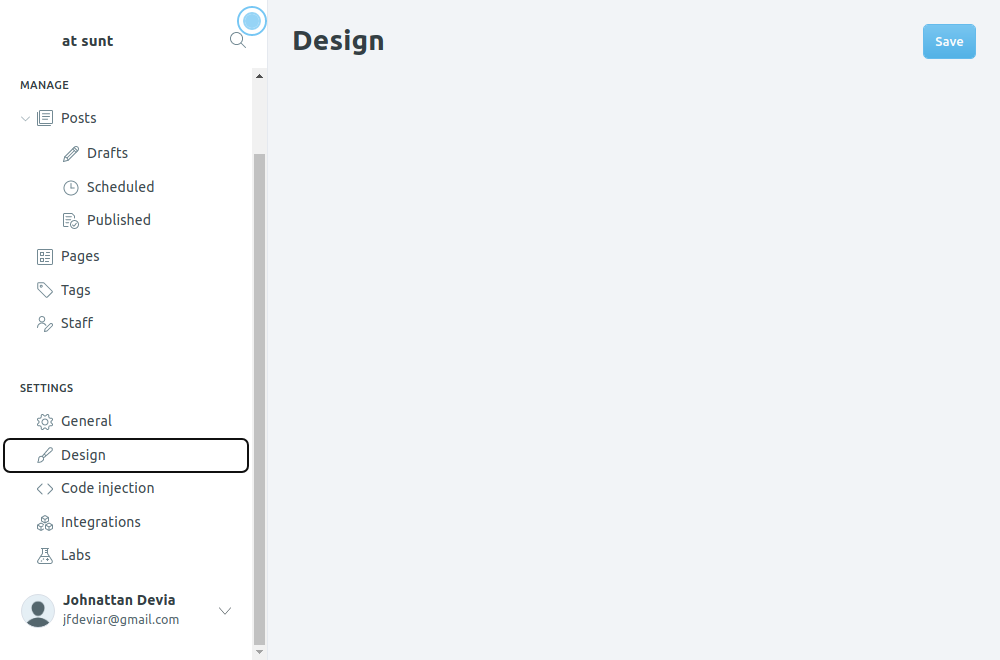 at sunt
MANAGE
Posts
Drafts
Scheduled
Published
Pages
Tags
Staff
SETTINGS
General
Design
Code injection
Integrations
Labs
Johnattan Devia
jfdeviar@gmail.com
Design
Save